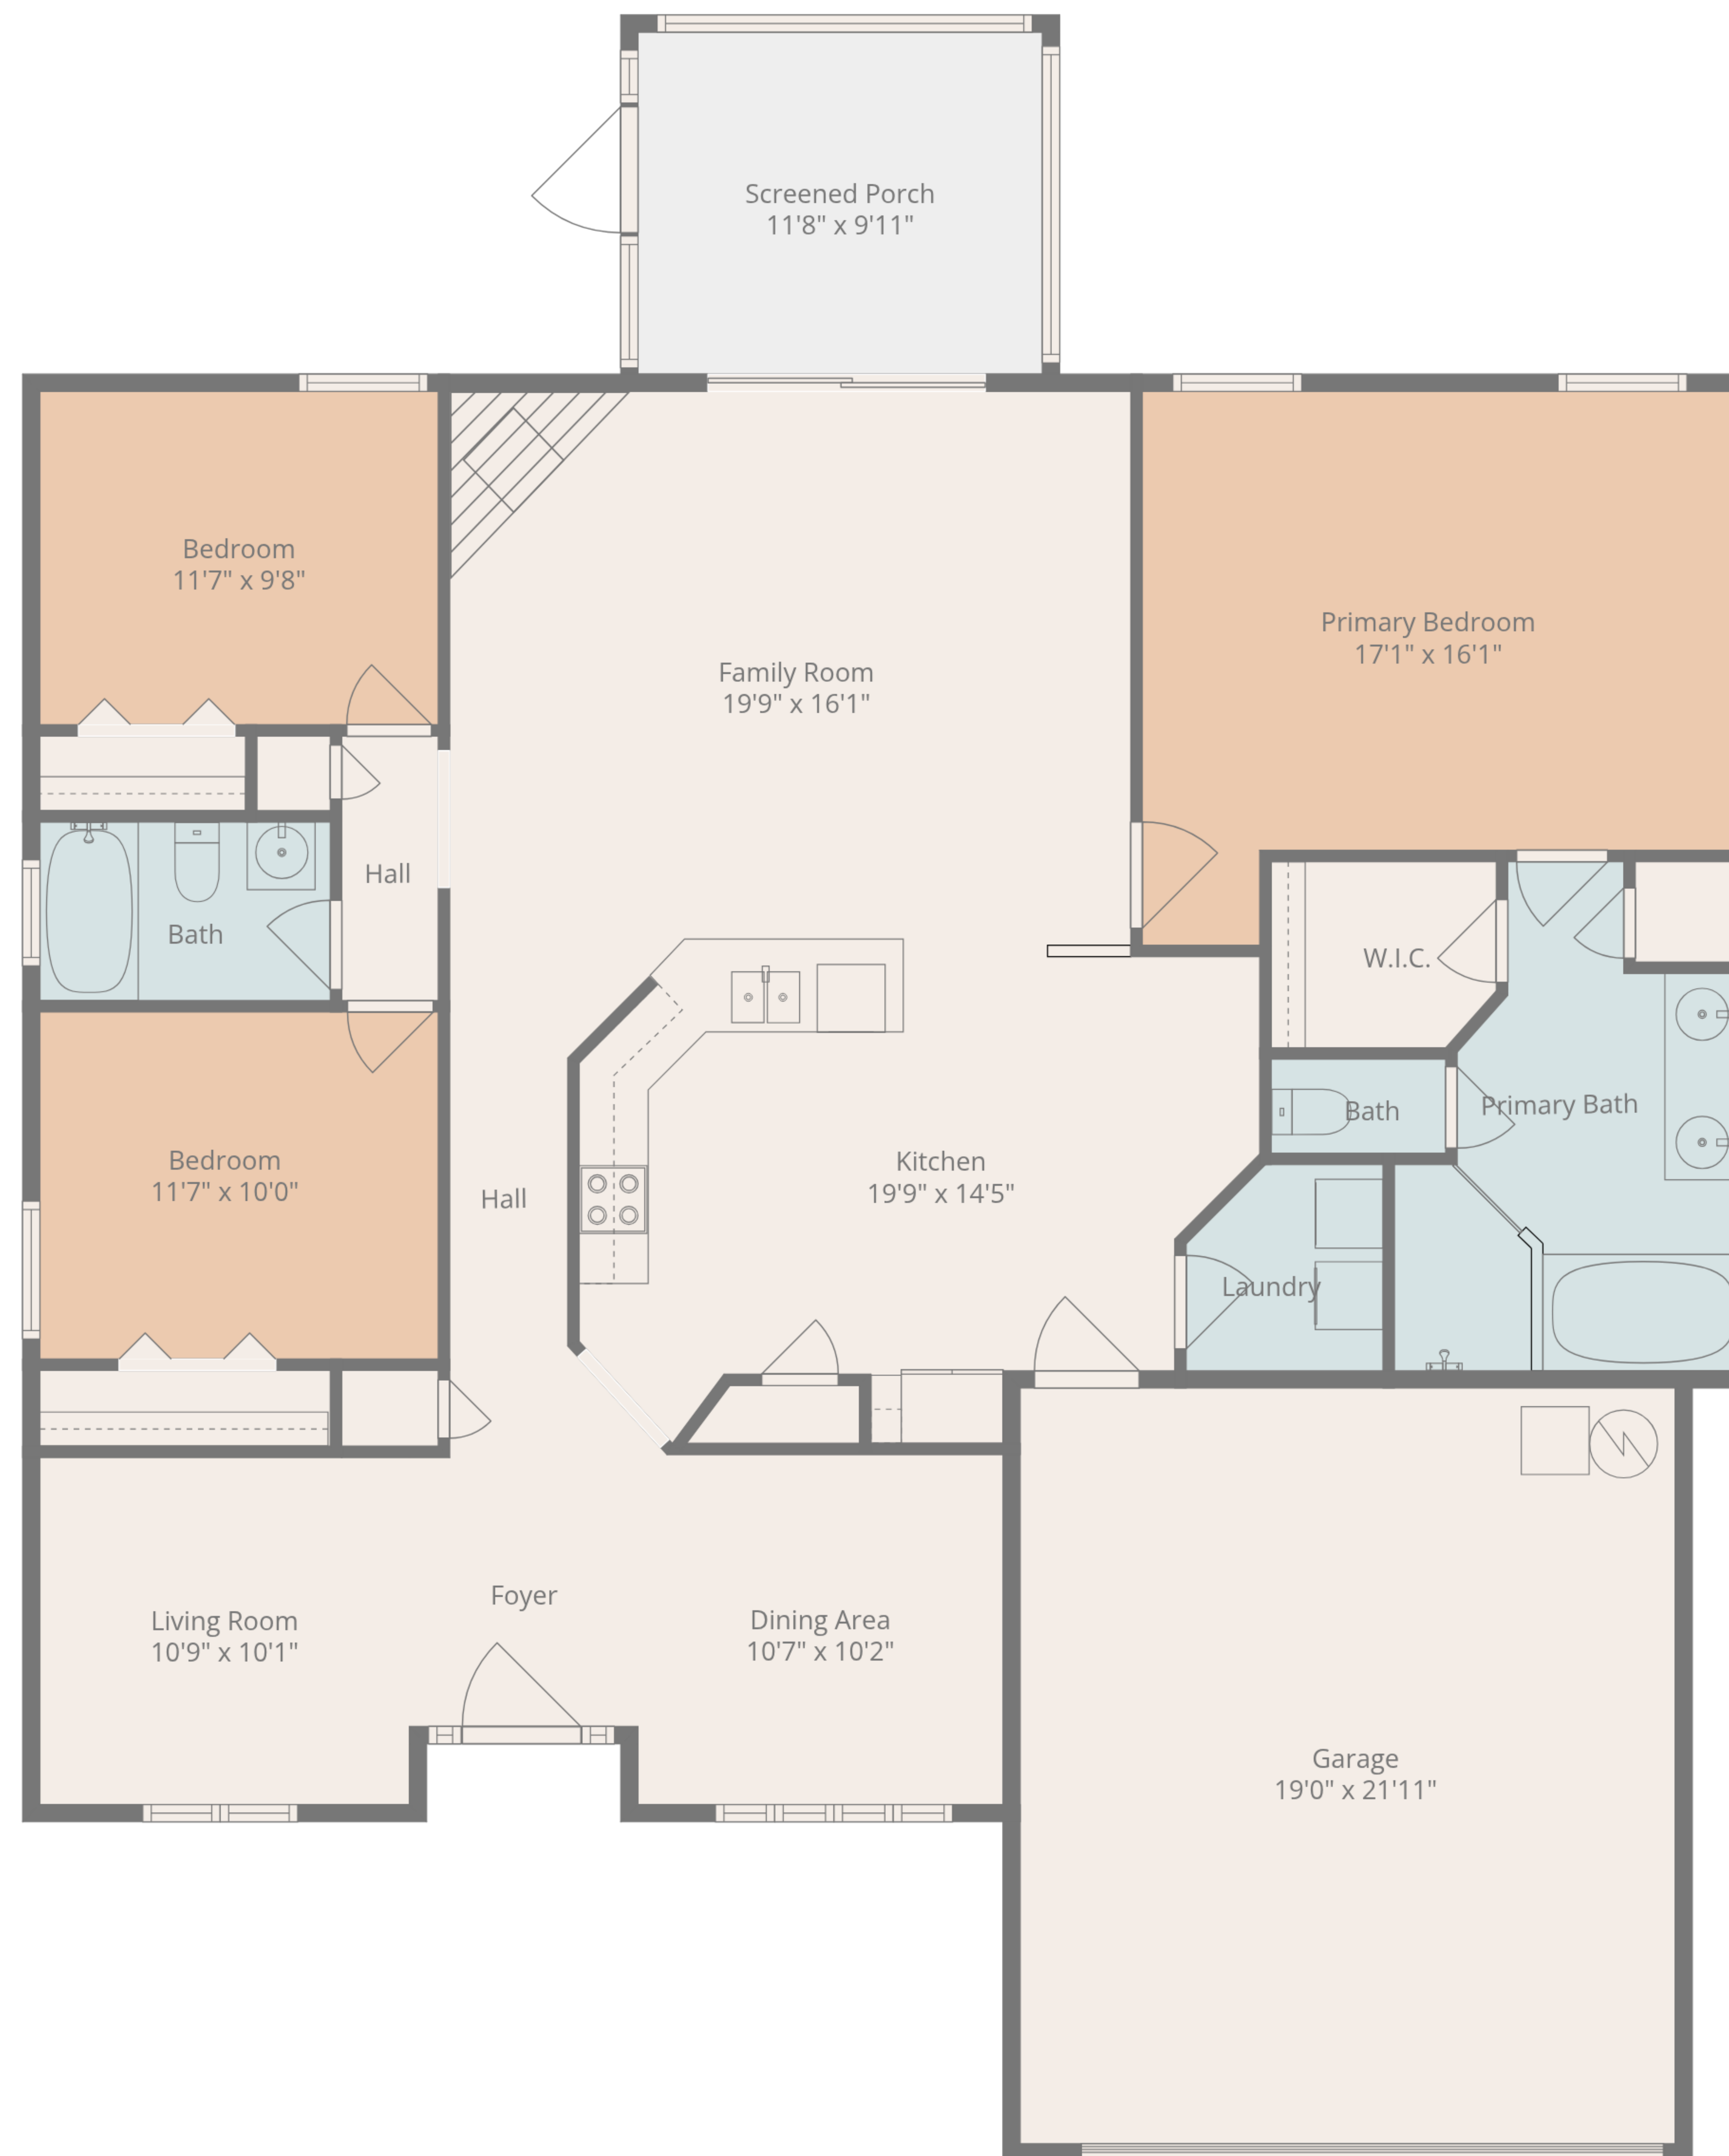 Screened Porch
11'8" x 9'11"
Bedroom
11'7" x 9'8"
Primary Bedroom
17'1" x 16'1"
Family Room
19'9" x 16'1"
Hall
Bath
W.I.C.
Bath
Primary Bath
Bedroom
11'7" x 10'0"
Hall
Kitchen
19'9" x 14'5"
Laundry
Foyer
Living Room
10'9" x 10'1"
Dining Area
10'7" x 10'2"
Garage
19'0" x 21'11"